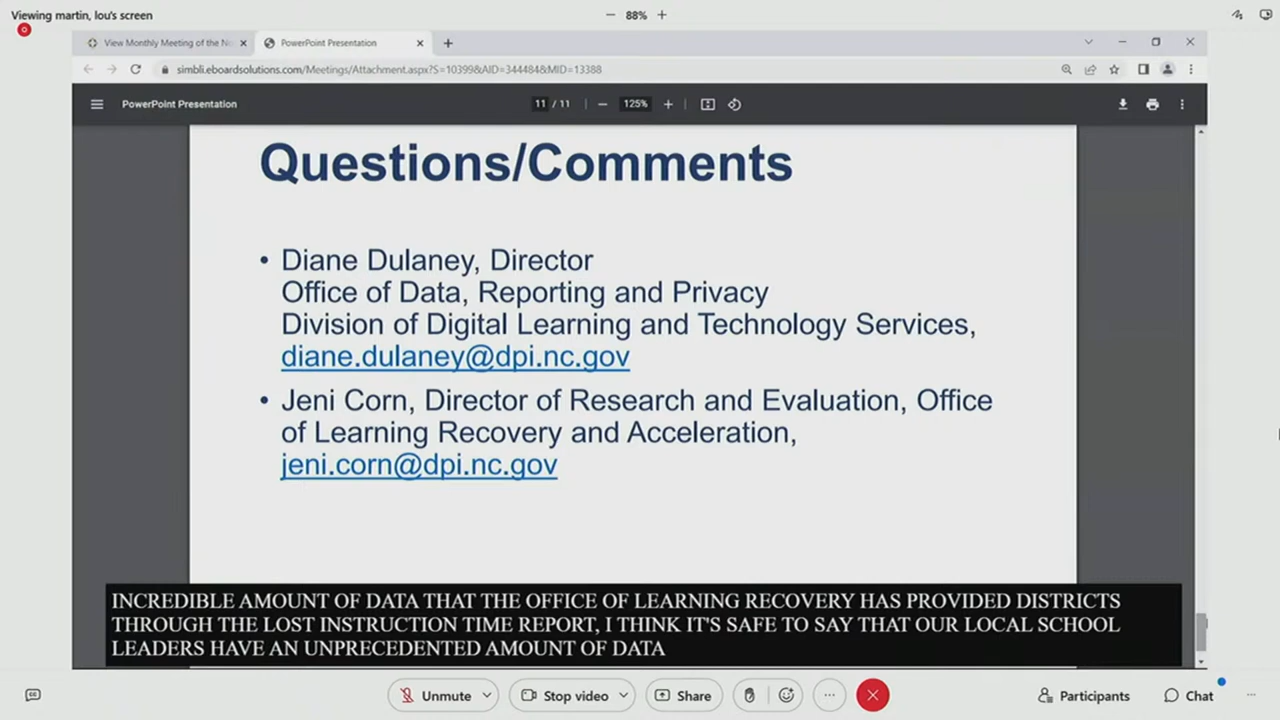 Viewing martin, lou's screen
88%
View Monthly Meeting of the No
PowerPoint Presentation
simbli.eboardsolutions.com/Meetings/Attachment.aspx?S=10399&AID=344484&MID=13388
PowerPoint Presentation
11 / 11
125%
Questions/Comments
• Diane Dulaney, Director
Office of Data, Reporting and Privacy
Division of Digital Learning and Technology Services,
diane.dulaney@dpi.nc.gov
• Jeni Corn, Director of Research and Evaluation, Office
of Learning Recovery and Acceleration,
jeni.corn@dpi.nc.gov
INCREDIBLE AMOUNT OF DATA THAT THE OFFICE OF LEARNING RECOVERY HAS PROVIDED DISTRICTS
THROUGH THE LOST INSTRUCTION TIME REPORT, I THINK IT'S SAFE TO SAY THAT OUR LOCAL SCHOOL
LEADERS HAVE AN UNPRECEDENTED AMOUNT OF DATA
Unmute
Stop video
Share
Participants
Chat